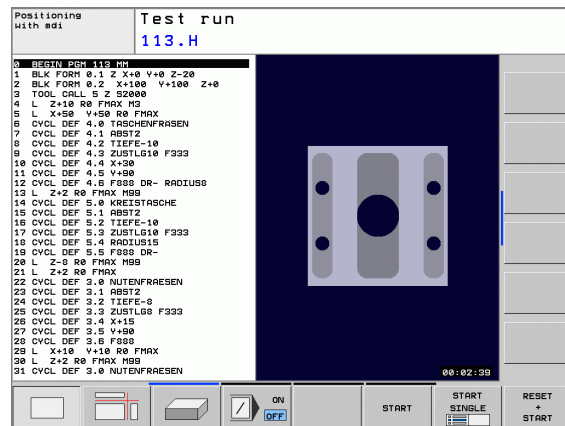 Positioning
with mdi
Test run
113.H
0 BEGIN PGM 113 MM
1 BLK FORM 0.1 Z X+0 Y+0 Z-20
2 BLK FORM 0.2 X+100 Y+100 Z+0
3 TOOL CALL 5 Z S2000
4 L Z+10 R0 FMAX M3
5 L X+50 Y+50 R0 FMAX
6 CYCL DEF 4.0 TASCHENFRASEN
7 CYCL DEF 4.1 ABST2
8 CYCL DEF 4.2 TIEFE-10
9 CYCL DEF 4.3 ZUSTLG10 F333
10 CYCL DEF 4.4 X+30
11 CYCL DEF 4.5 Y+90
12 CYCL DEF 4.6 F888 DR- RADIUS8
13 L Z+2 R0 FMAX M99
14 CYCL DEF 5.0 KREISTASCHE
15 CYCL DEF 5.1 ABST2
16 CYCL DEF 5.2 TIEFE-10
17 CYCL DEF 5.3 ZUSTLG10 F333
18 CYCL DEF 5.4 RADIUS15
19 CYCL DEF 5.5 F888 DR-
20 L Z-8 R0 FMAX M99
21 L Z+2 R0 FMAX
22 CYCL DEF 3.0 NUTENFRAESEN
23 CYCL DEF 3.1 ABST2
24 CYCL DEF 3.2 TIEFE-8
25 CYCL DEF 3.3 ZUSTLG8 F333
26 CYCL DEF 3.4 X+15
27 CYCL DEF 3.5 Y+90
28 CYCL DEF 3.6 F888
29 L X+10 Y+10 R0 FMAX
30 L Z+2 R0 FMAX M99
31 CYCL DEF 3.0 NUTENFRAESEN
00:02:39
ON
OFF
START
START
SINGLE
RESET
+
START